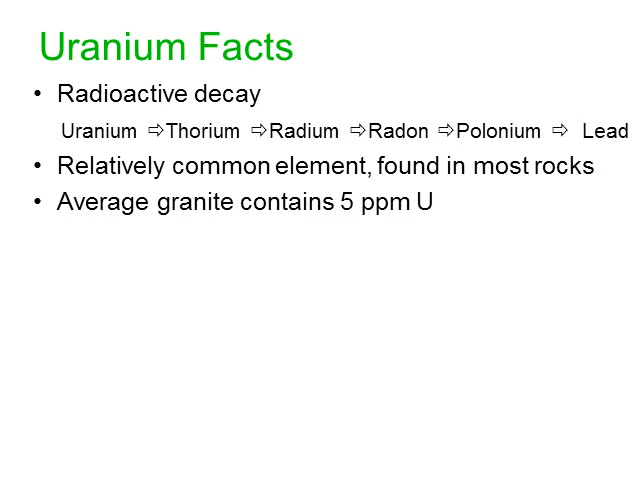 Uranium Facts
• Radioactive decay
Uranium ⇨Thorium ⇨Radium ⇨Radon ⇨Polonium ⇨ Lead
• Relatively common element, found in most rocks
• Average granite contains 5 ppm U